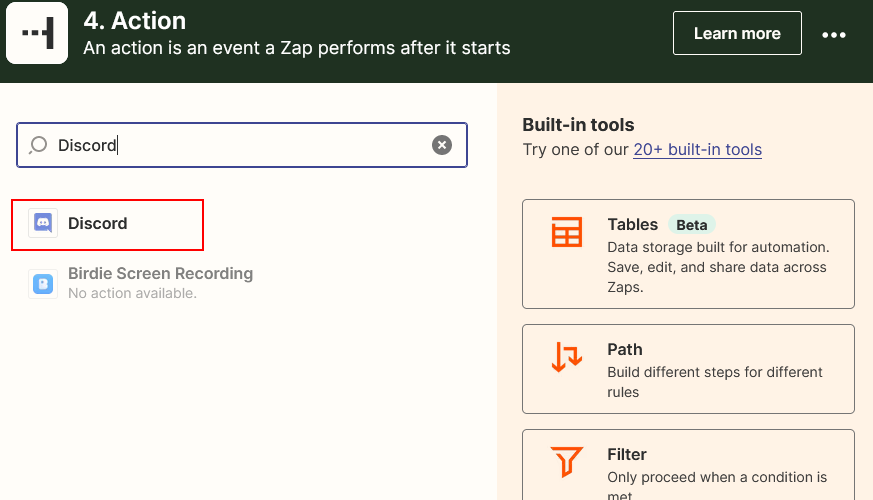 4. Action
An action is an event a Zap performs after it starts
Learn more
Discord
Discord
Birdie Screen Recording
No action available.
Built-in tools
Try one of our 20+ built-in tools
Tables Beta
Data storage built for automation.
Save, edit, and share data across
Zaps.
Path
Build different steps for different
rules
Filter
Only proceed when a condition is
met